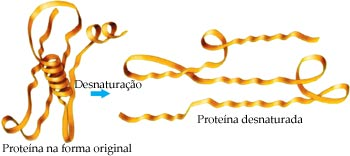 Desnaturação
Proteína desnaturada
Proteína na forma original